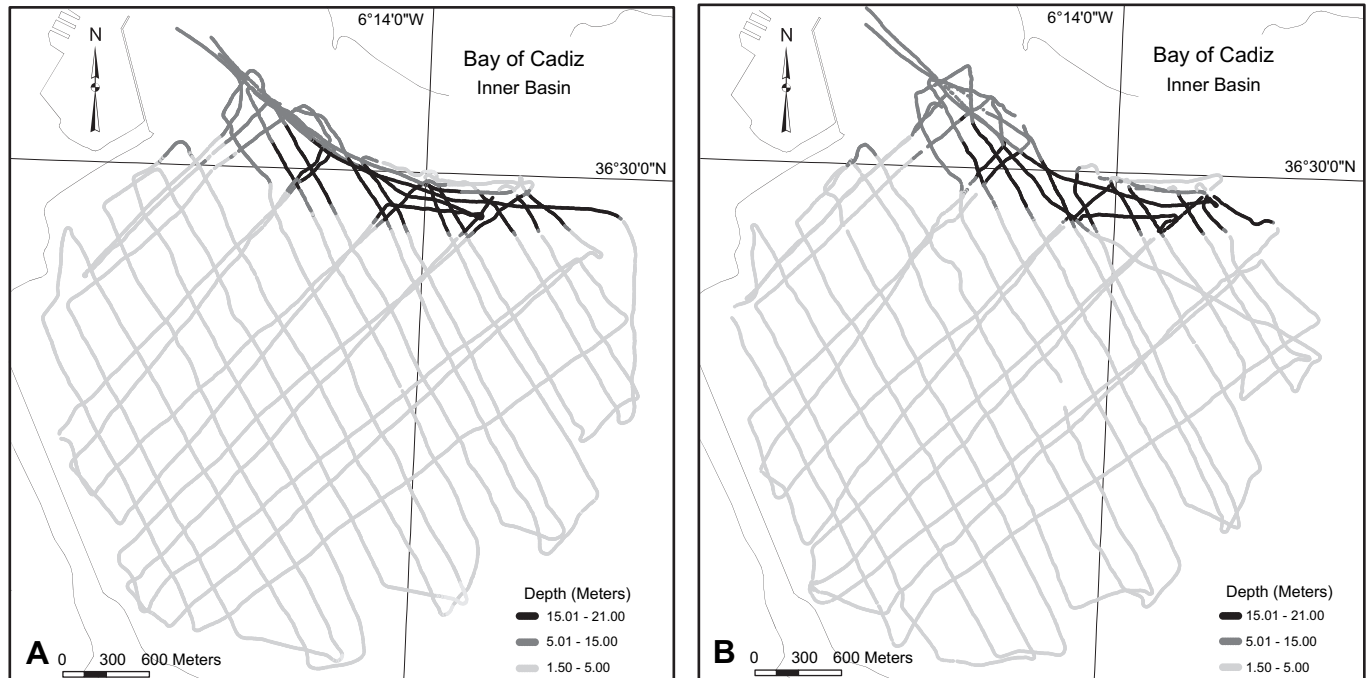 6°14'0"W
N
Bay of Cadiz
Inner Basin
36°30'0"N
Depth (Meters)
15.01 - 21.00
5.01 - 15.00
1.50 - 5.00
A
0 300 600 Meters
6°14'0"W
N
Bay of Cadiz
Inner Basin
36°30'0"N
Depth (Meters)
15.01 - 21.00
5.01 - 15.00
1.50 - 5.00
B
0 300 600 Meters